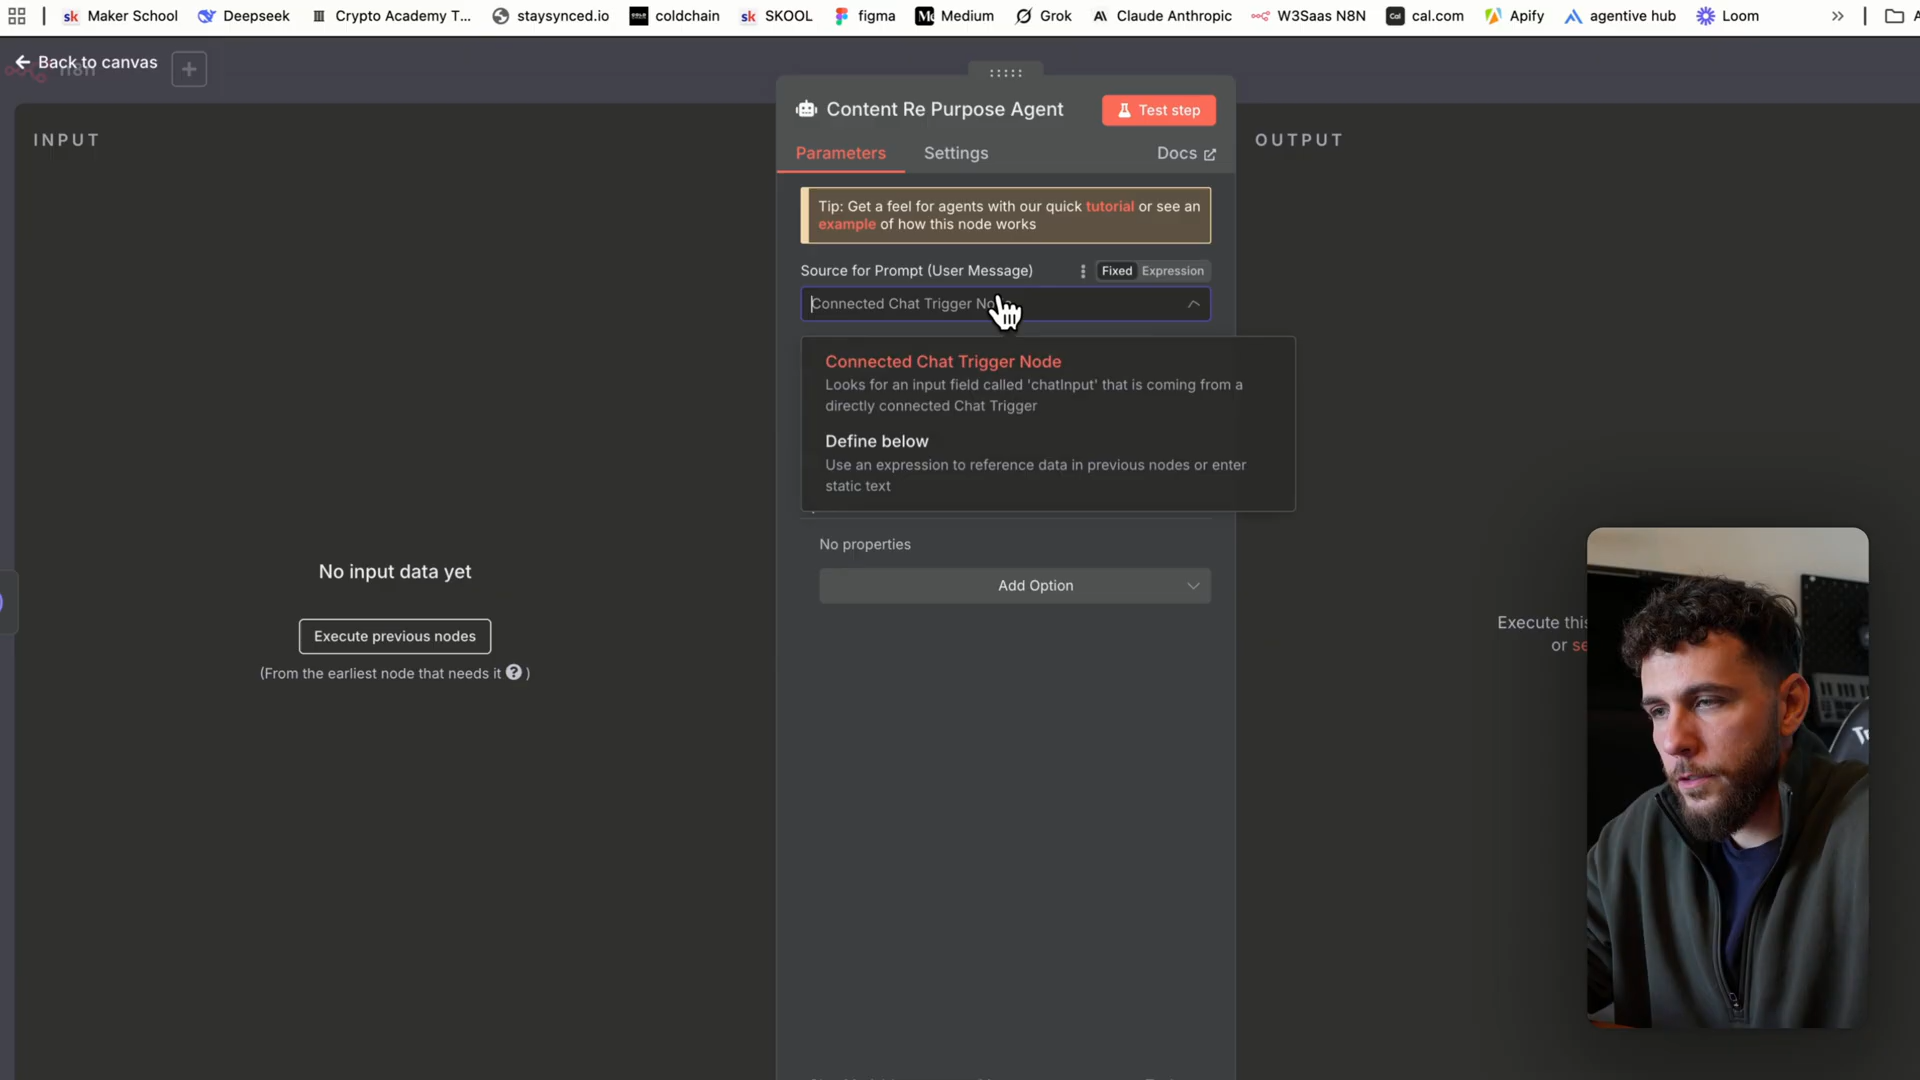 sk Maker School Deepseek Crypto Academy T... staysynced.io coldchain sk SKOOL figma Medium Grok Claude Anthropic W3Saas N8N Cal cal.com Apify agentive hub Loom »
Back to canvas
n8n
INPUT
No input data yet
Execute previous nodes
(From the earliest node that needs it ? )
Content Re Purpose Agent
Test step
Parameters Settings Docs
Tip: Get a feel for agents with our quick tutorial or see an
example of how this node works
Source for Prompt (User Message) Fixed Expression
Connected Chat Trigger No
Connected Chat Trigger Node
Looks for an input field called 'chatInput' that is coming from a
directly connected Chat Trigger
Define below
Use an expression to reference data in previous nodes or enter
static text
No properties
Add Option
OUTPUT
Execute this
or se